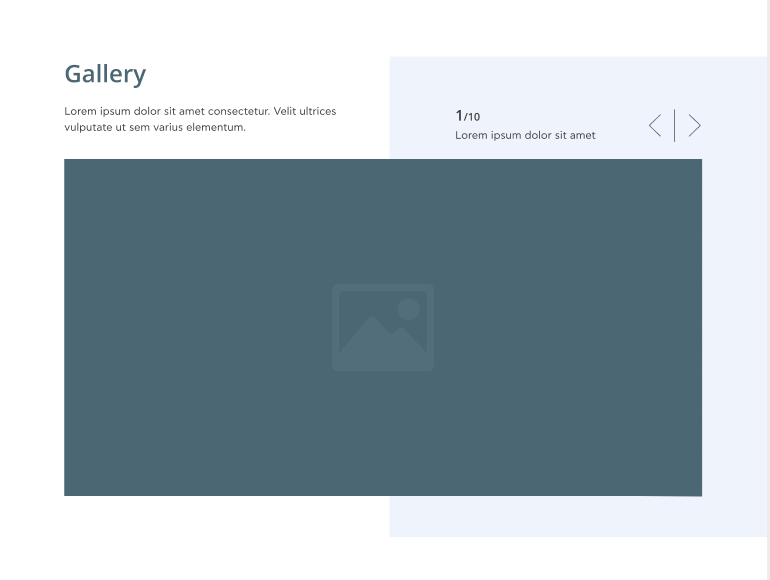 Gallery
Lorem ipsum dolor sit amet consectetur. Velit ultrices
vulputate ut sem varius elementum.
1/10
Lorem ipsum dolor sit amet